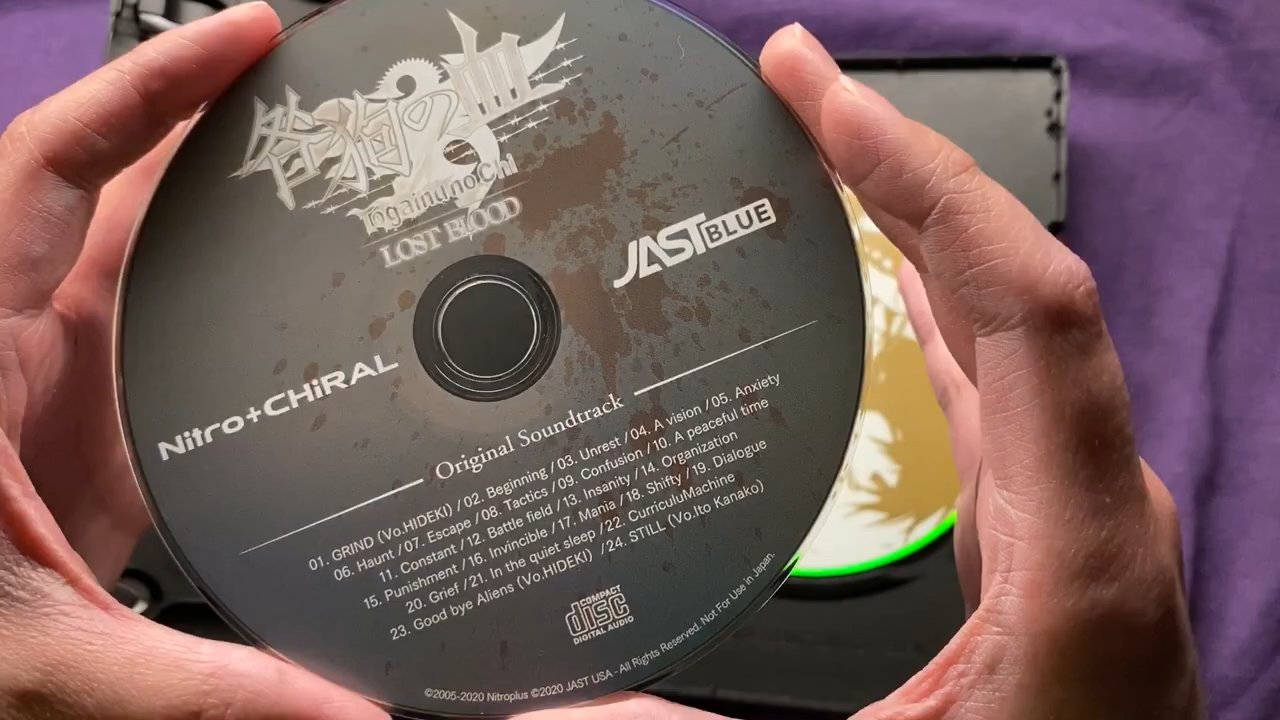 咎狗の血
Togainu no Chi
LOST BLOOD
JAST BLUE
Nitro+CHiRAL
Original Soundtrack
01. GRIND (Vo.HIDEKI) / 02. Beginning / 03. Unrest / 04. A vision / 05. Anxiety
06. Haunt / 07. Escape / 08. Tactics / 09. Confusion / 10. A peaceful time
11. Constant / 12. Battle field / 13. Insanity / 14. Organization
15. Punishment / 16. Invincible / 17. Mania / 18. Shifty / 19. Dialogue
20. Grief / 21. In the quiet sleep / 22. CurriculuMachine
23. Good bye Aliens (Vo.HIDEKI) / 24. STILL (Vo.Ito Kanako)
COMPACT
disc
DIGITAL AUDIO
©2005-2020 Nitroplus ©2020 JAST USA - All Rights Reserved. Not For Use in Japan.